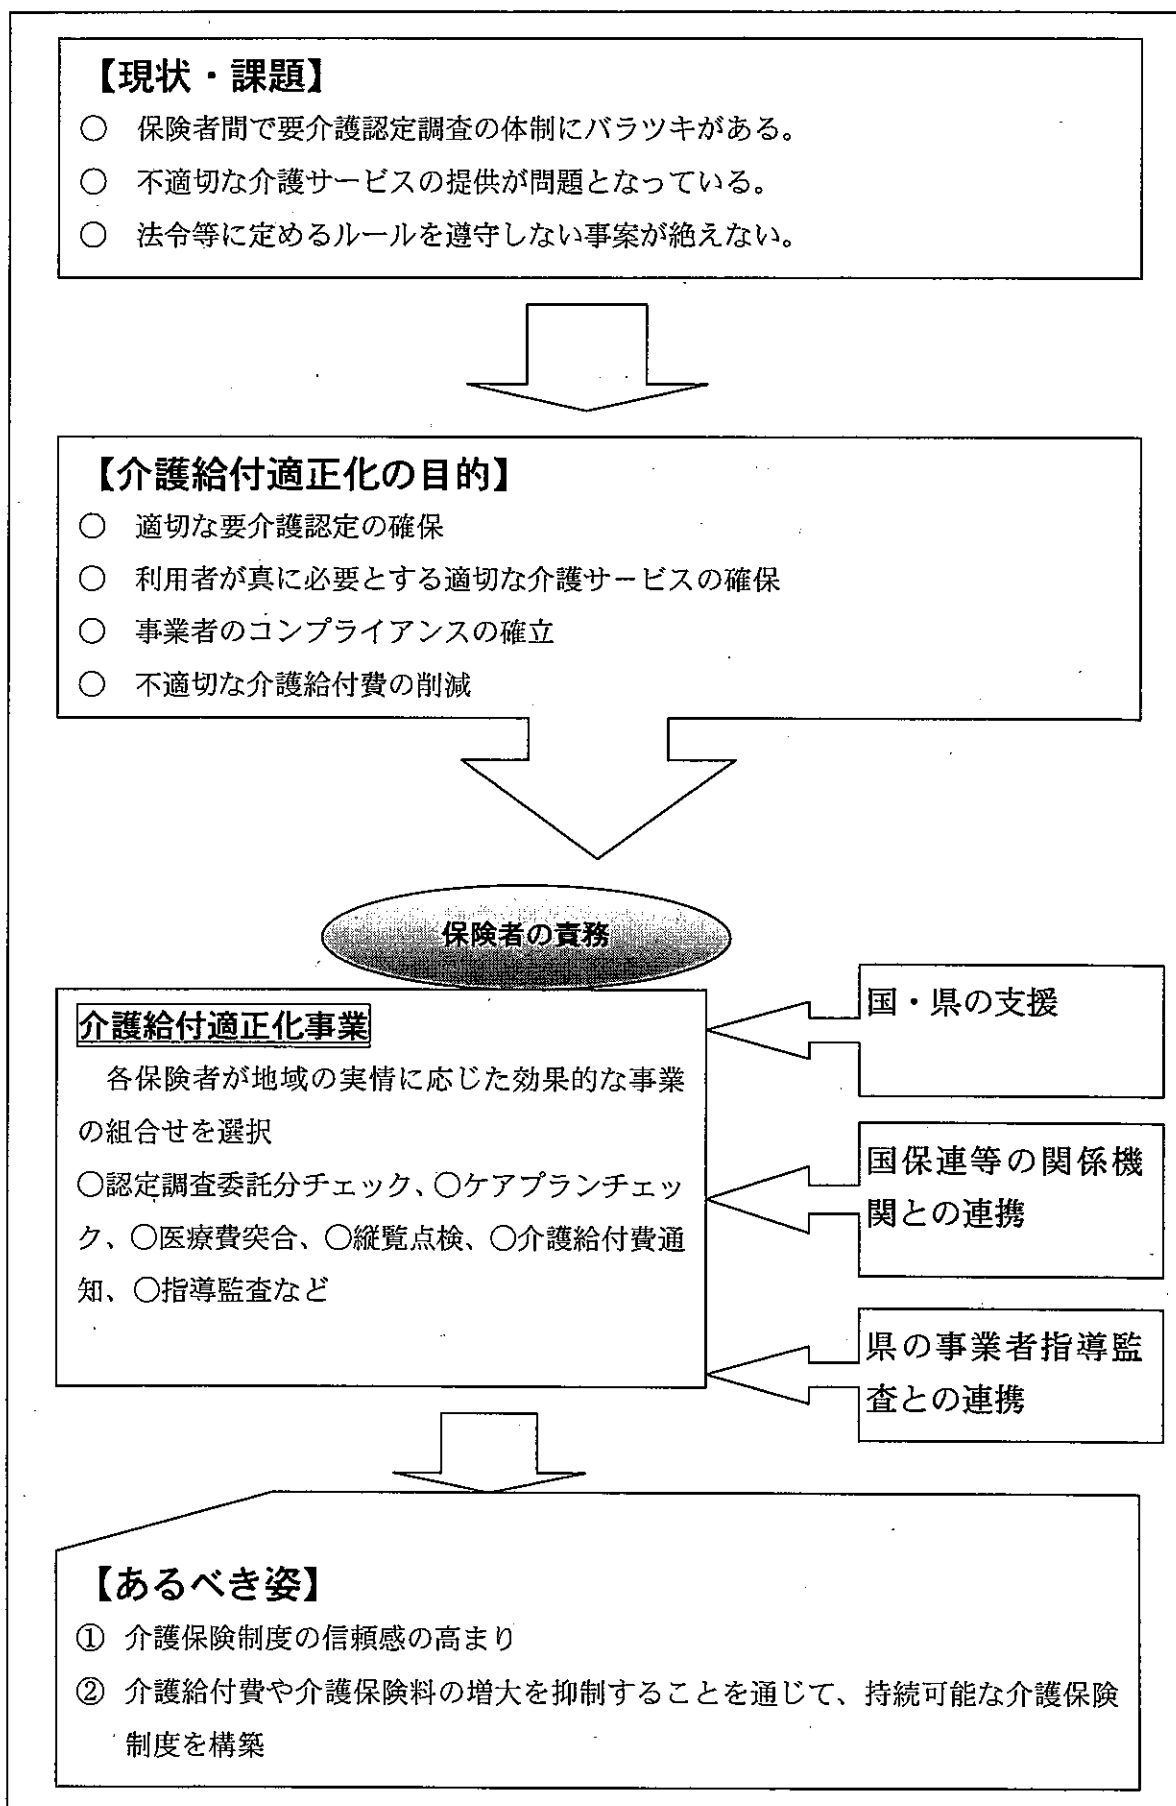 【現状・課題】
○ 保険者間で要介護認定調査の体制にバラツキがある。
○ 不適切な介護サービスの提供が問題となっている。
○ 法令等に定めるルールを遵守しない事案が絶えない。
【介護給付適正化の目的】
○ 適切な要介護認定の確保
○ 利用者が真に必要とする適切な介護サービスの確保
○ 事業者のコンプライアンスの確立
○ 不適切な介護給付費の削減
保険者の責務
介護給付適正化事業
各保険者が地域の実情に応じた効果的な事業
の組合せを選択
○認定調査委託分チェック、○ケアプランチェッ
ク、○医療費突合、○縦覧点検、○介護給付費通
知、○指導監査など
国・県の支援
国保連等の関係機
関との連携
県の事業者指導監
査との連携
【あるべき姿】
① 介護保険制度の信頼感の高まり
② 介護給付費や介護保険料の増大を抑制することを通じて、持続可能な介護保険
制度を構築